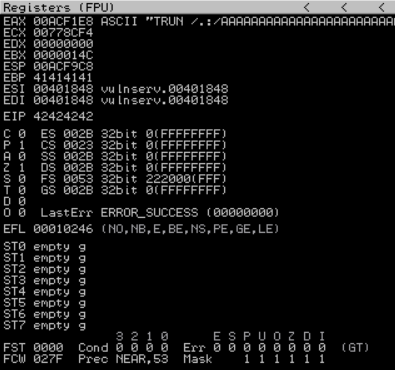 Registers (FPU) < < <
EAX 00ACF1E8 ASCII "TRUN /.:/AAAAAAAAAAAAAAAAAAAAAAAA
ECX 00778CF4
EDX 00000000
EBX 0000014C
ESP 00ACF9C8
EBP 41414141
ESI 00401848 vulnserv.00401848
EDI 00401848 vulnserv.00401848
EIP 42424242
C 0 ES 002B 32bit 0(FFFFFFFF)
P 1 CS 0023 32bit 0(FFFFFFFF)
A 0 SS 002B 32bit 0(FFFFFFFF)
Z 1 DS 002B 32bit 0(FFFFFFFF)
S 0 FS 0053 32bit 222000(FFF)
T 0 GS 002B 32bit 0(FFFFFFFF)
D 0
O 0 LastErr ERROR_SUCCESS (00000000)
EFL 00010246 (NO,NB,E,BE,NS,PE,GE,LE)
ST0 empty g
ST1 empty g
ST2 empty g
ST3 empty g
ST4 empty g
ST5 empty g
ST6 empty g
ST7 empty g
3 2 1 0 E S P U O Z D I
FST 0000 Cond 0 0 0 0 Err 0 0 0 0 0 0 0 0 (GT)
FCW 027F Prec NEAR,53 Mask 1 1 1 1 1 1